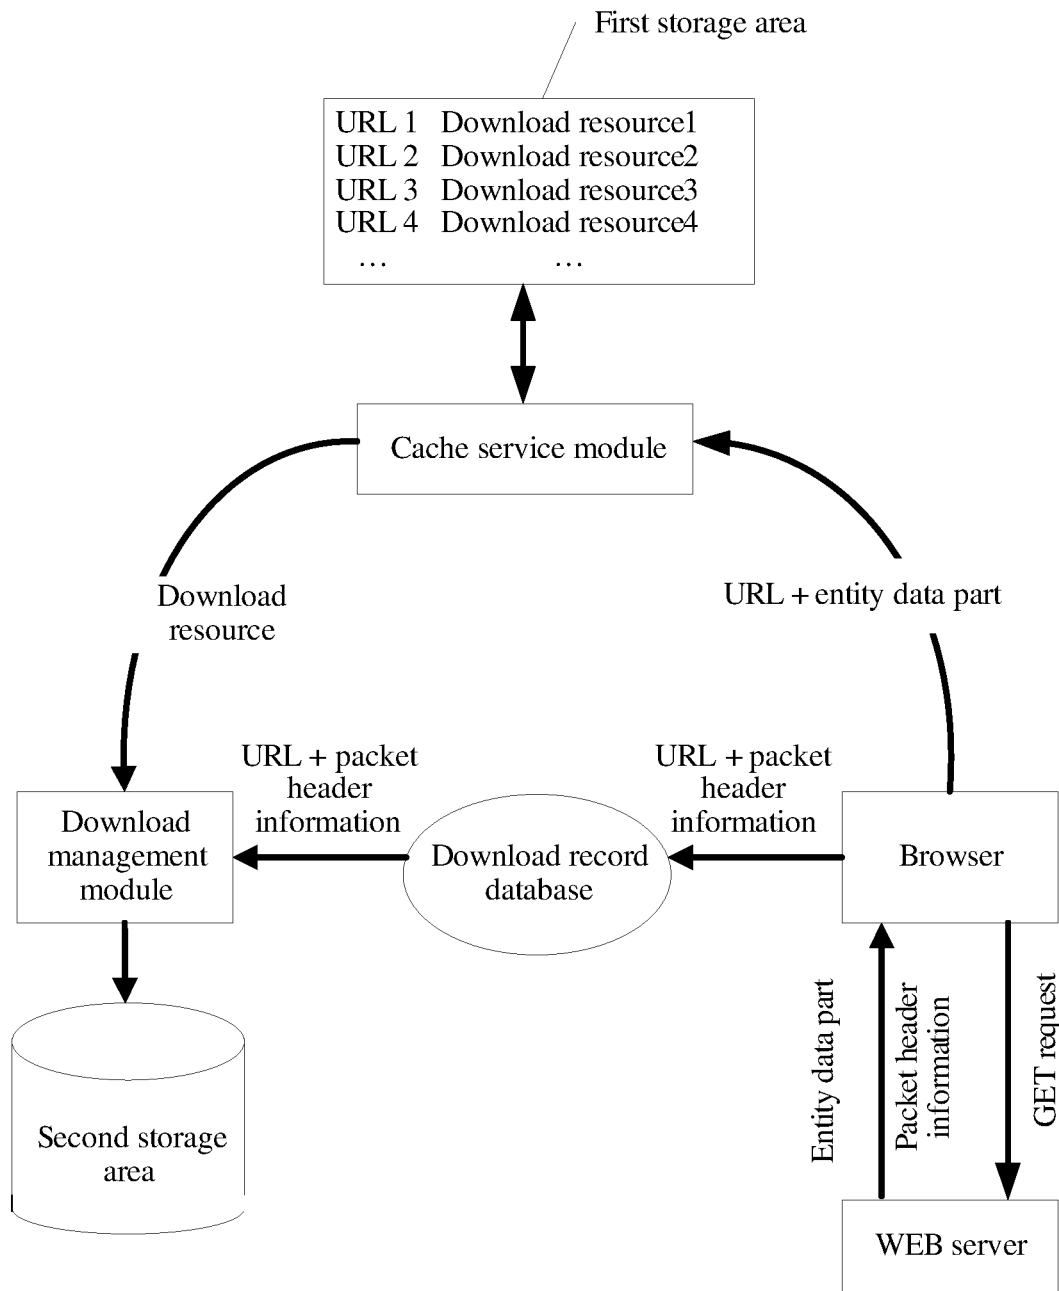 First storage area
URL 1 Download resource1
URL 2 Download resource2
URL 3 Download resource3
URL 4 Download resource4
... ...
Cache service module
Download
resource
URL + entity data part
URL + packet
header
information
URL + packet
header
information
Download
management
module
Download record
database
Browser
Entity data part
Packet header
information
GET request
Second storage
area
WEB server